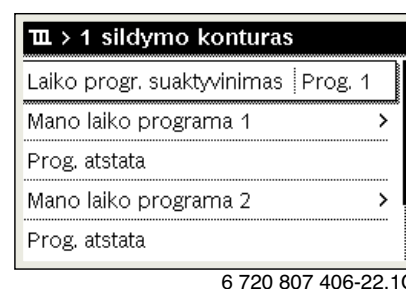 > 1 sildymo konturas
Laiko progr. suaktyvinimas Prog. 1
Mano laiko programa 1 >
Prog. atstata
Mano laiko programa 2 >
Prog. atstata
6 720 807 406-22.1O